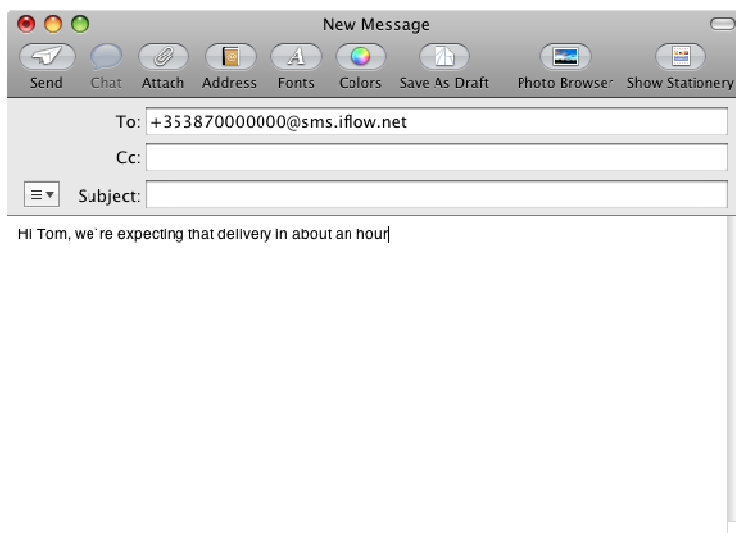 New Message
Send Chat Attach Address Fonts Colors Save As Draft Photo Browser Show Stationery
To: +353870000000@sms.iflow.net
Cc:
Subject:
Hi Tom, we`re expecting that delivery in about an hour